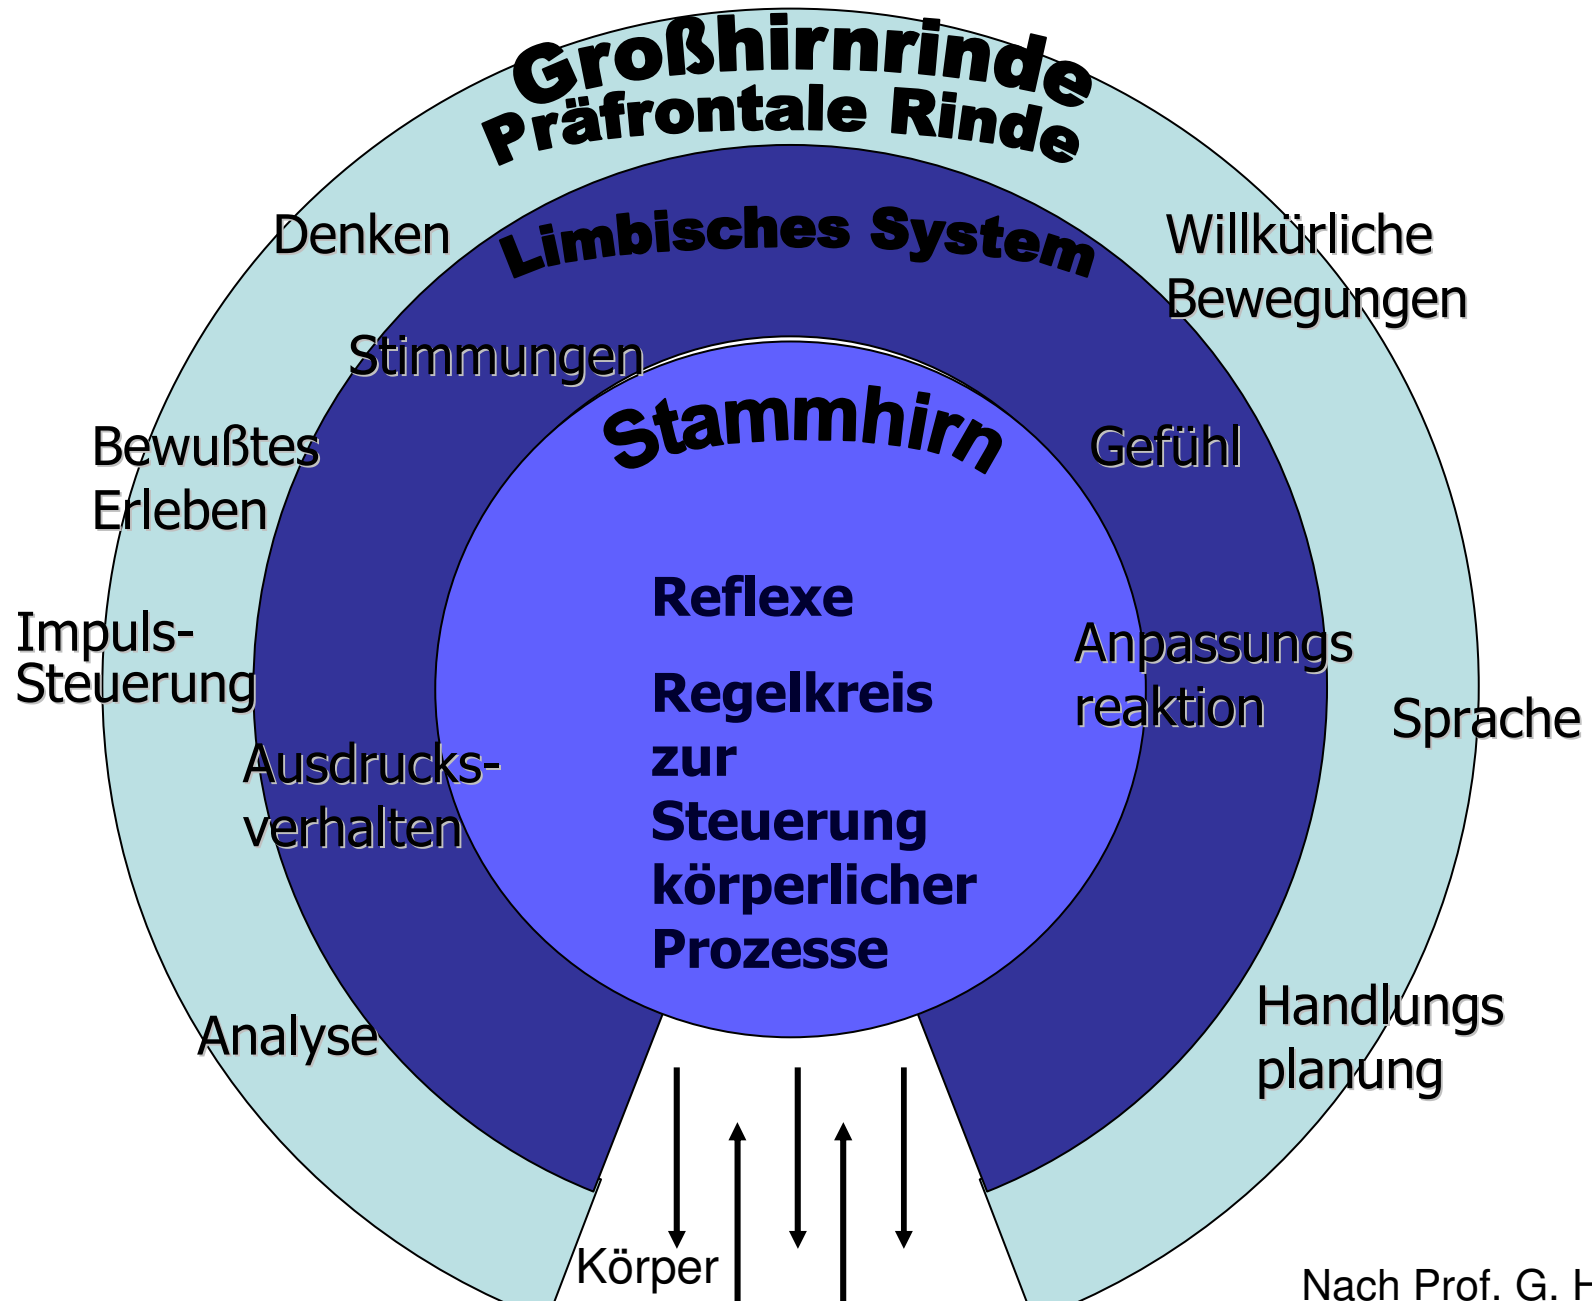 Großhirnrinde
Präfrontale Rinde
Limbisches System
Denken
Willkürliche
Bewegungen
Stimmungen
Stammhirn
Gefühl
Bewußtes
Erleben
Reflexe
Impuls-
Steuerung
Anpassungs
reaktion
Regelkreis
zur
Steuerung
körperlicher
Prozesse
Sprache
Ausdrucks-
verhalten
Analyse
Handlungs
planung
Körper
Nach Prof. G. H